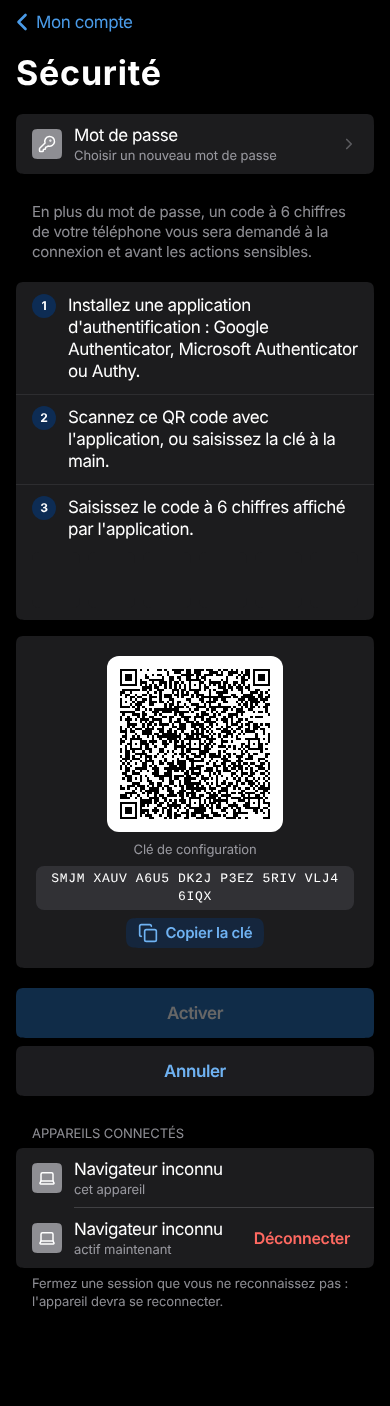 Mon compte
Sécurité
Mot de passe
Choisir un nouveau mot de passe
En plus du mot de passe, un code à 6 chiffres
de votre téléphone vous sera demandé à la
connexion et avant les actions sensibles.
1 Installez une application
d'authentification : Google
Authenticator, Microsoft Authenticator
ou Authy.
2 Scannez ce QR code avec
l'application, ou saisissez la clé à la
main.
3 Saisissez le code à 6 chiffres affiché
par l'application.
Clé de configuration
SMJM XAUV A6U5 DK2J P3EZ 5RIV VLJ4
6IQX
Copier la clé
Activer
Annuler
APPAREILS CONNECTÉS
Navigateur inconnu
cet appareil
Navigateur inconnu
actif maintenant
Déconnecter
Fermez une session que vous ne reconnaissez pas :
l'appareil devra se reconnecter.